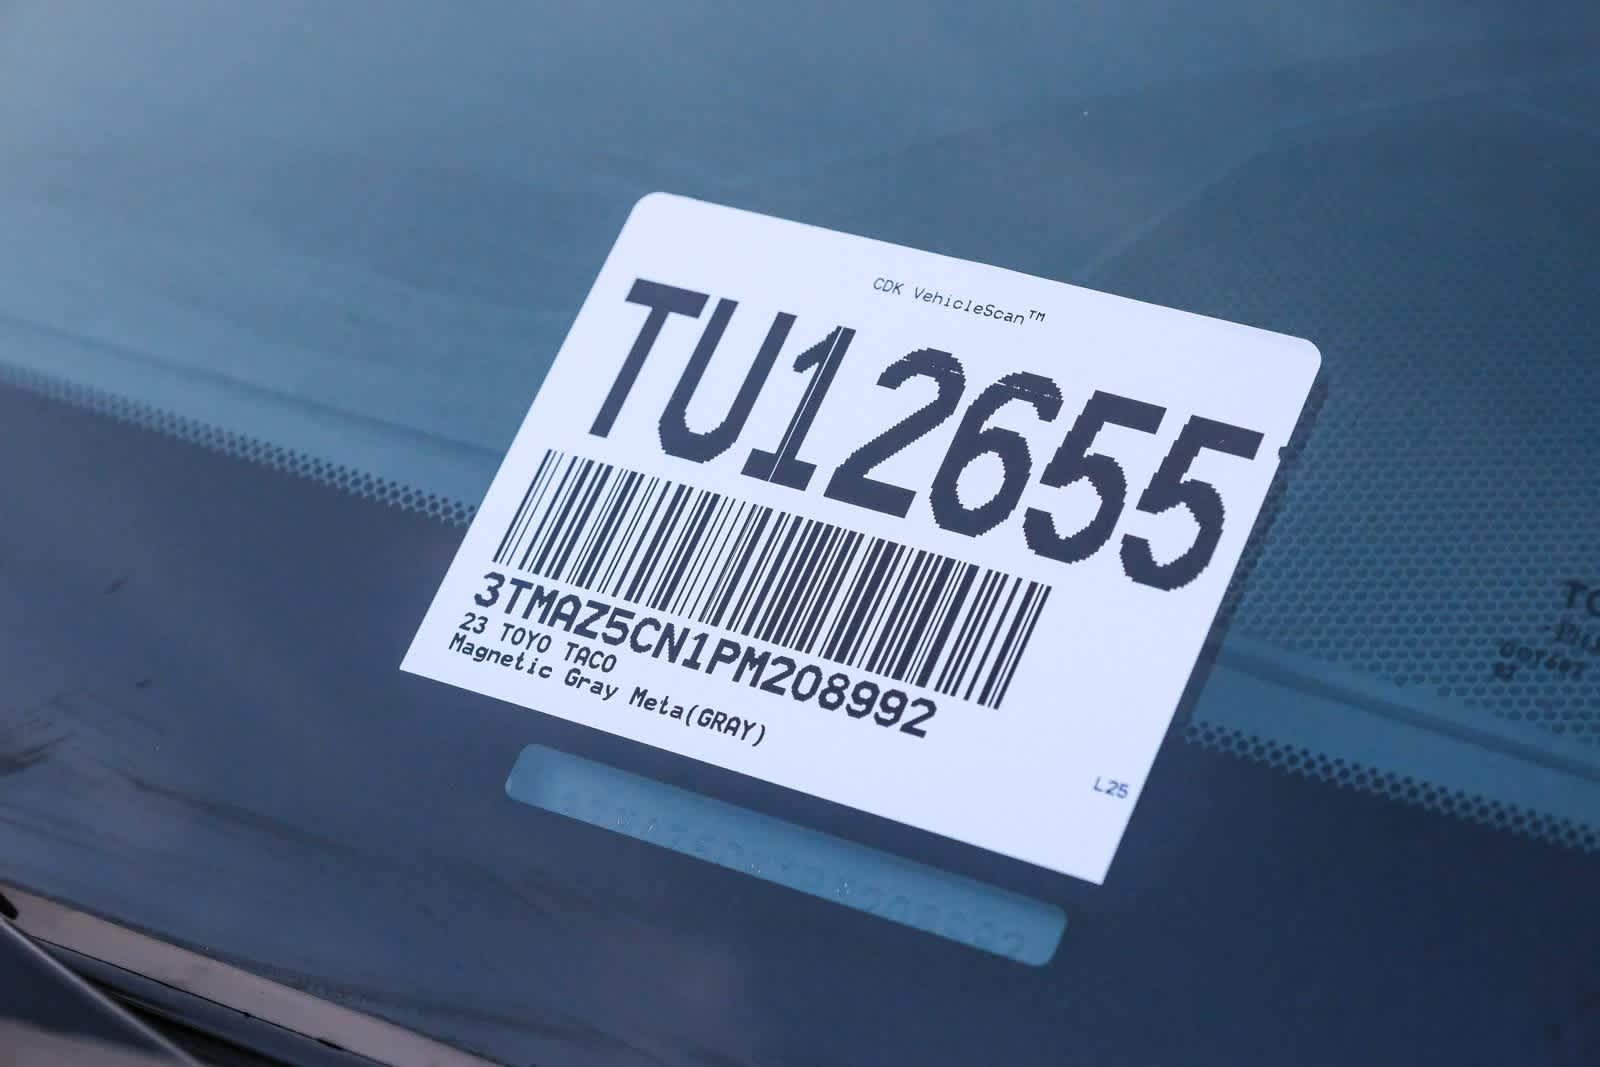 CDK VehicleScan™
TU12655
3TMAZ5CN1PM208992
23 TOYO TACO
Magnetic Gray Meta(GRAY)
L25